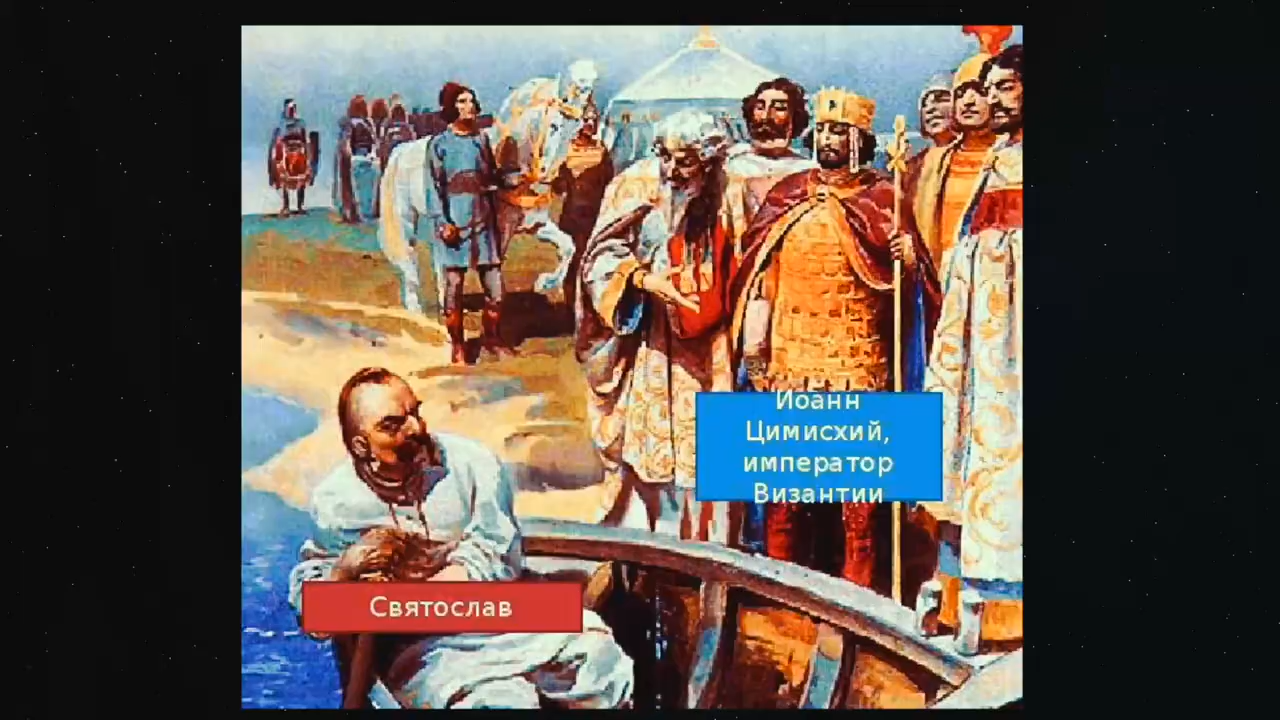 Иоанн
Цимисхий,
император
Византии
Святослав